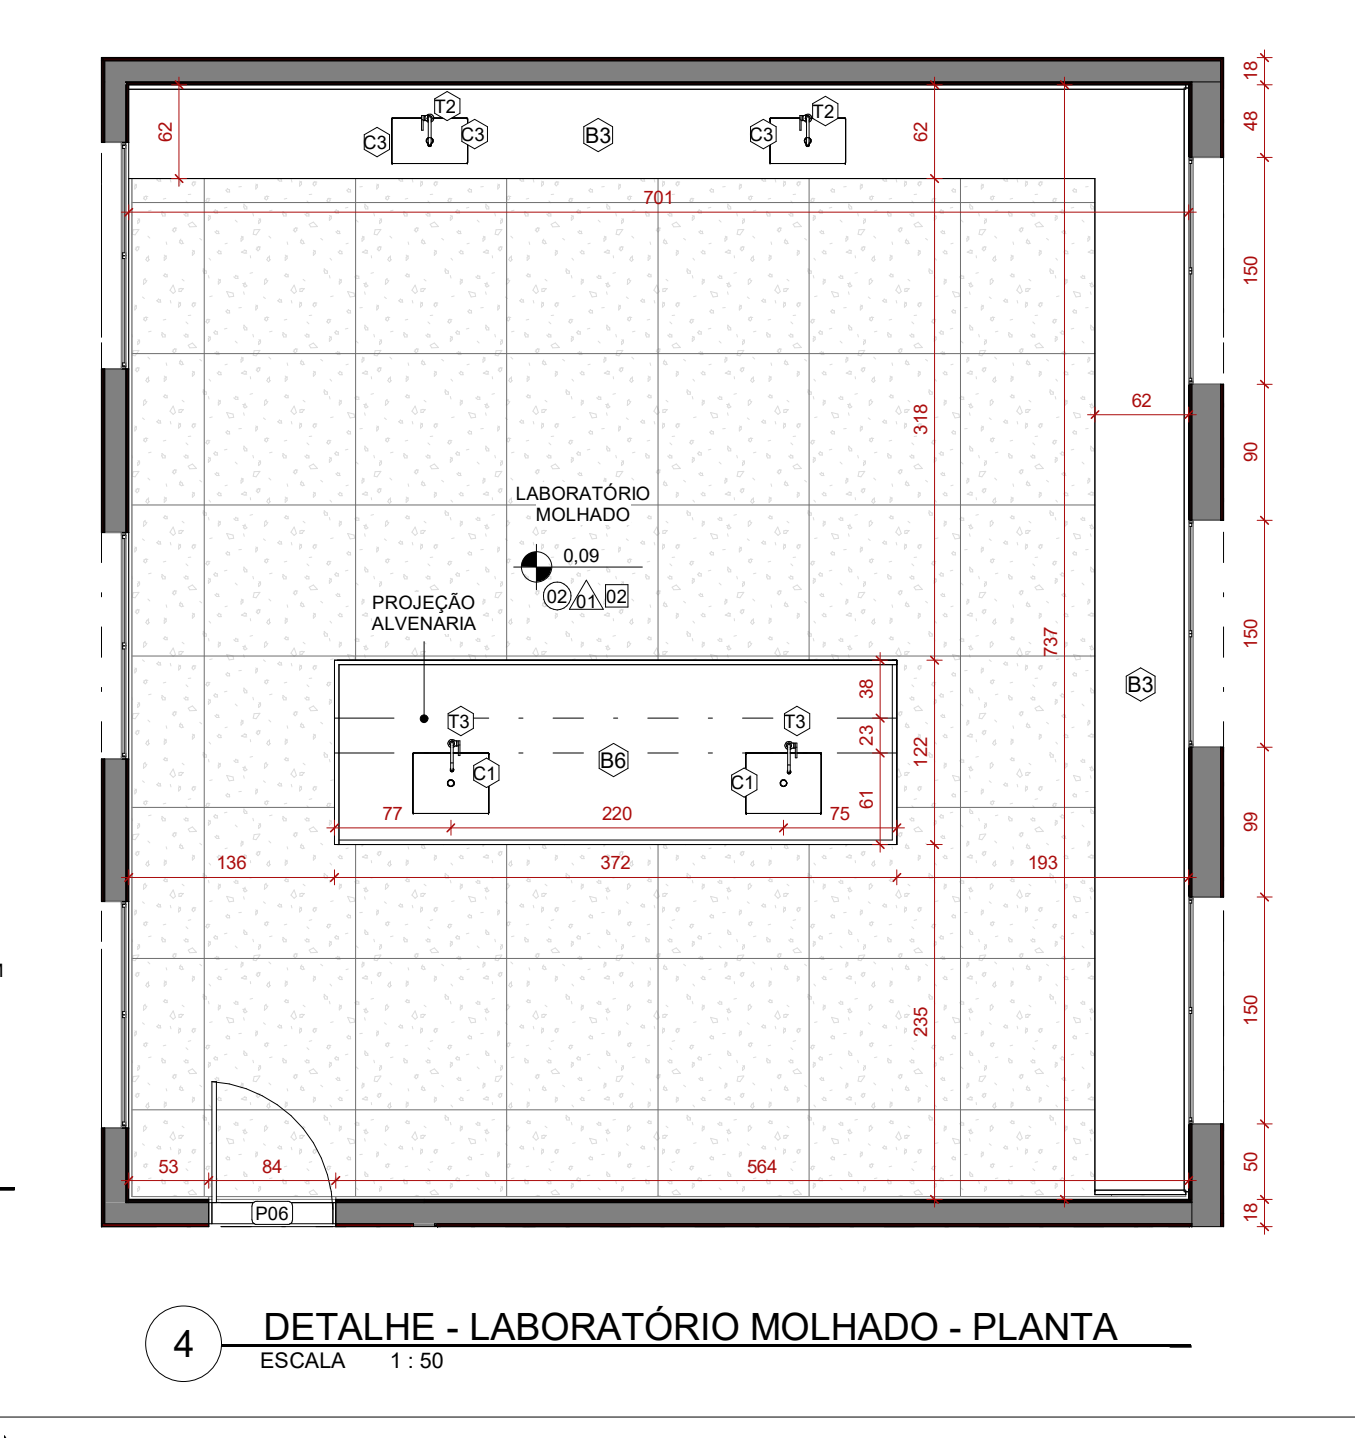 18
T2
T2
62
C3
C3
B3
C3
62
48
701
150
62
318
90
LABORATÓRIO
MOLHADO
0,09
02
01
02
PROJEÇÃO
ALVENARIA
737
150
38
B3
T3
T3
23
122
B6
C1
C1
61
77
220
75
99
136
372
193
235
150
53
84
564
50
P06
18
4
DETALHE - LABORATÓRIO MOLHADO - PLANTA
ESCALA 1 : 50